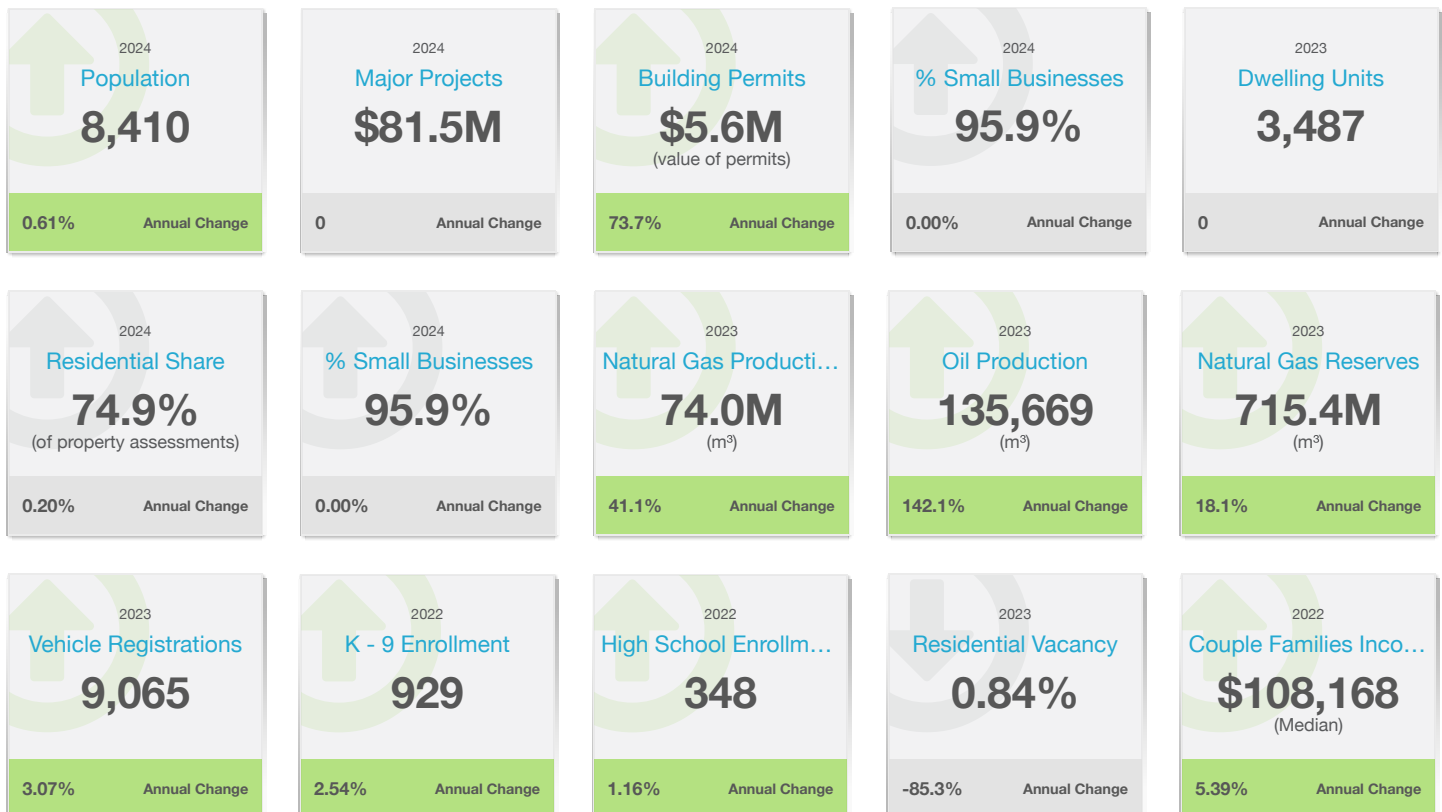 2024
Population
8,410
0.61% Annual Change
2024
Major Projects
$81.5M
0 Annual Change
2024
Building Permits
$5.6M
(value of permits)
73.7% Annual Change
2024
% Small Businesses
95.9%
0.00% Annual Change
2023
Dwelling Units
3,487
0 Annual Change
2024
Residential Share
74.9%
(of property assessments)
0.20% Annual Change
2024
% Small Businesses
95.9%
0.00% Annual Change
2023
Natural Gas Producti…
74.0M
(m³)
41.1% Annual Change
2023
Oil Production
135,669
(m³)
142.1% Annual Change
2023
Natural Gas Reserves
715.4M
(m³)
18.1% Annual Change
2023
Vehicle Registrations
9,065
3.07% Annual Change
2022
K - 9 Enrollment
929
2.54% Annual Change
2022
High School Enrollm…
348
1.16% Annual Change
2023
Residential Vacancy
0.84%
-85.3% Annual Change
2022
Couple Families Inco…
$108,168
(Median)
5.39% Annual Change